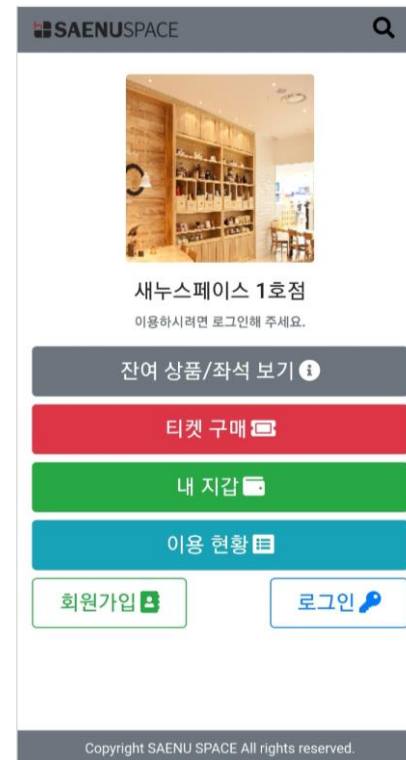 SAENUSPACE
새누스페이스 1호점
이용하시려면 로그인해 주세요.
잔여 상품/좌석 보기
티켓 구매
내 지갑
이용 현황
회원가입
로그인
Copyright SAENU SPACE All rights reserved.